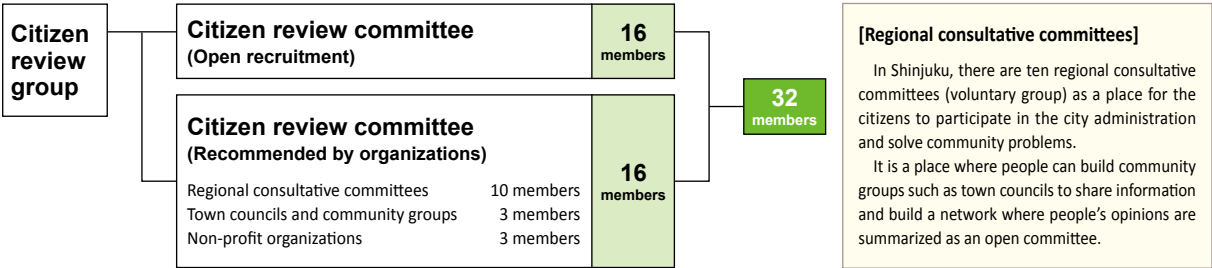 Citizen
review
group
Citizen review committee
(Open recruitment)
16
members
Citizen review committee
(Recommended by organizations)
Regional consultative committees 10 members
Town councils and community groups 3 members
Non-profit organizations 3 members
16
members
32
members
[Regional consultative committees]
In Shinjuku, there are ten regional consultative
committees (voluntary group) as a place for the
citizens to participate in the city administration
and solve community problems.
It is a place where people can build community
groups such as town councils to share information
and build a network where people’s opinions are
summarized as an open committee.